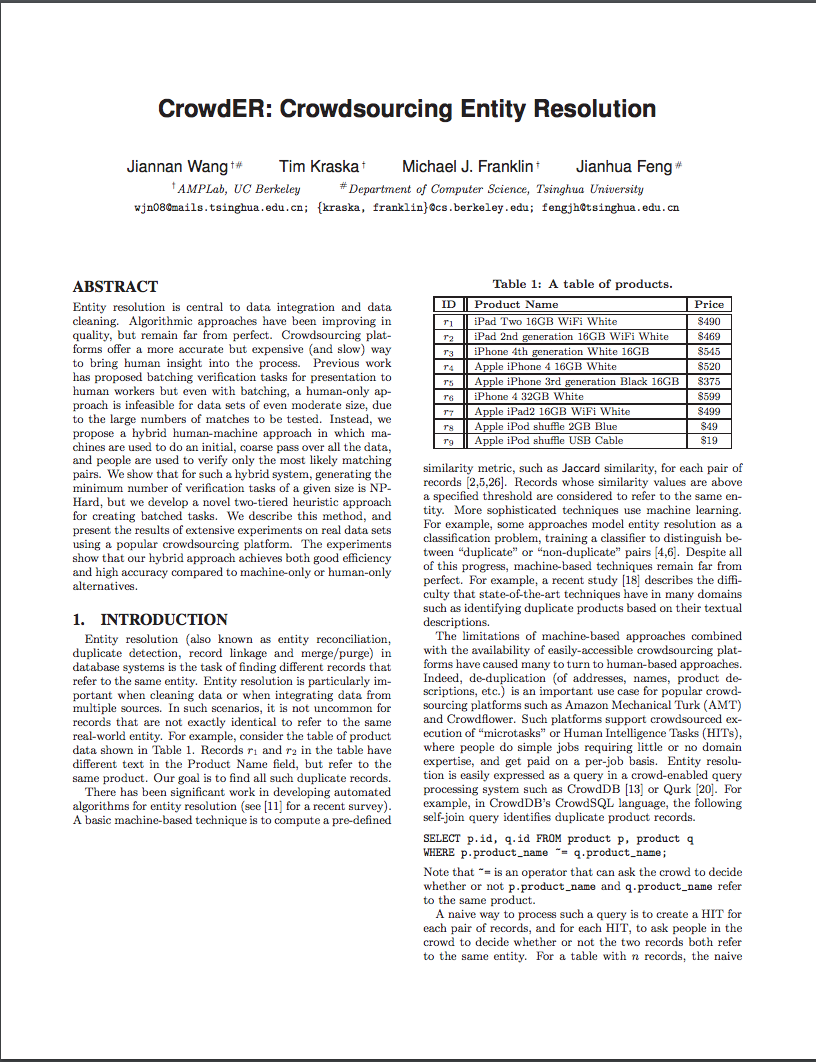 CrowdER: Crowdsourcing Entity Resolution
Jiannan Wang †# Tim Kraska † Michael J. Franklin † Jianhua Feng #
† AMPLab, UC Berkeley # Department of Computer Science, Tsinghua University
wjn08@mails.tsinghua.edu.cn; {kraska, franklin}@cs.berkeley.edu; fengjh@tsinghua.edu.cn
ABSTRACT
Entity resolution is central to data integration and data
cleaning. Algorithmic approaches have been improving in
quality, but remain far from perfect. Crowdsourcing plat-
forms offer a more accurate but expensive (and slow) way
to bring human insight into the process. Previous work
has proposed batching verification tasks for presentation to
human workers but even with batching, a human-only ap-
proach is infeasible for data sets of even moderate size, due
to the large numbers of matches to be tested. Instead, we
propose a hybrid human-machine approach in which ma-
chines are used to do an initial, coarse pass over all the data,
and people are used to verify only the most likely matching
pairs. We show that for such a hybrid system, generating the
minimum number of verification tasks of a given size is NP-
Hard, but we develop a novel two-tiered heuristic approach
for creating batched tasks. We describe this method, and
present the results of extensive experiments on real data sets
using a popular crowdsourcing platform. The experiments
show that our hybrid approach achieves both good efficiency
and high accuracy compared to machine-only or human-only
alternatives.
1. INTRODUCTION
Entity resolution (also known as entity reconciliation,
duplicate detection, record linkage and merge/purge) in
database systems is the task of finding different records that
refer to the same entity. Entity resolution is particularly im-
portant when cleaning data or when integrating data from
multiple sources. In such scenarios, it is not uncommon for
records that are not exactly identical to refer to the same
real-world entity. For example, consider the table of product
data shown in Table 1. Records r1 and r2 in the table have
different text in the Product Name field, but refer to the
same product. Our goal is to find all such duplicate records.
There has been significant work in developing automated
algorithms for entity resolution (see [11] for a recent survey).
A basic machine-based technique is to compute a pre-defined
Table 1: A table of products.
ID Product Name Price
r1 iPad Two 16GB WiFi White $490
r2 iPad 2nd generation 16GB WiFi White $469
r3 iPhone 4th generation White 16GB $545
r4 Apple iPhone 4 16GB White $520
r5 Apple iPhone 3rd generation Black 16GB $375
r6 iPhone 4 32GB White $599
r7 Apple iPad2 16GB WiFi White $499
r8 Apple iPod shuffle 2GB Blue $49
r9 Apple iPod shuffle USB Cable $19
similarity metric, such as Jaccard similarity, for each pair of
records [2,5,26]. Records whose similarity values are above
a specified threshold are considered to refer to the same en-
tity. More sophisticated techniques use machine learning.
For example, some approaches model entity resolution as a
classification problem, training a classifier to distinguish be-
tween “duplicate” or “non-duplicate” pairs [4,6]. Despite all
of this progress, machine-based techniques remain far from
perfect. For example, a recent study [18] describes the diffi-
culty that state-of-the-art techniques have in many domains
such as identifying duplicate products based on their textual
descriptions.
The limitations of machine-based approaches combined
with the availability of easily-accessible crowdsourcing plat-
forms have caused many to turn to human-based approaches.
Indeed, de-duplication (of addresses, names, product de-
scriptions, etc.) is an important use case for popular crowd-
sourcing platforms such as Amazon Mechanical Turk (AMT)
and Crowdflower. Such platforms support crowdsourced ex-
ecution of “microtasks” or Human Intelligence Tasks (HITs),
where people do simple jobs requiring little or no domain
expertise, and get paid on a per-job basis. Entity resolu-
tion is easily expressed as a query in a crowd-enabled query
processing system such as CrowdDB [13] or Qurk [20]. For
example, in CrowdDB’s CrowdSQL language, the following
self-join query identifies duplicate product records.
SELECT p.id, q.id FROM product p, product q
WHERE p.product_name ~= q.product_name;
Note that ~= is an operator that can ask the crowd to decide
whether or not p.product_name and q.product_name refer
to the same product.
A naive way to process such a query is to create a HIT for
each pair of records, and for each HIT, to ask people in the
crowd to decide whether or not the two records both refer
to the same entity. For a table with n records, the naive